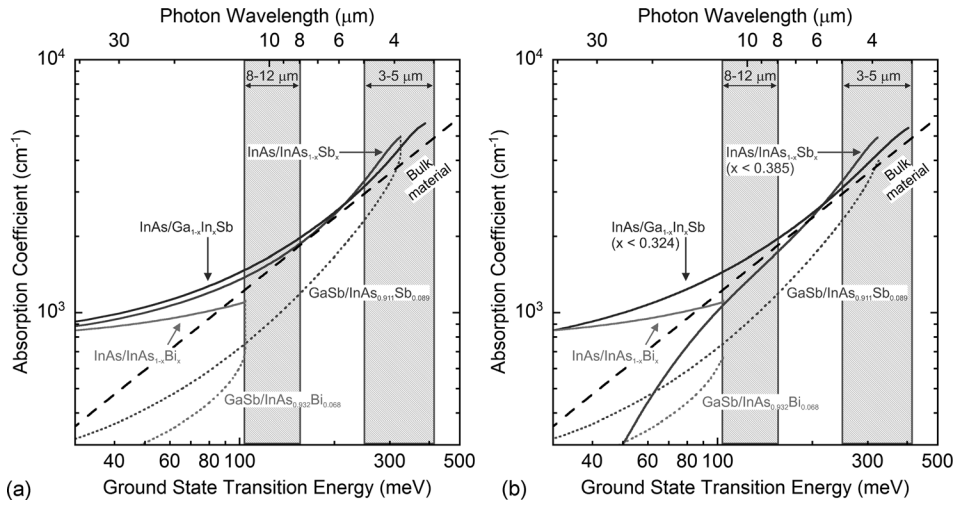 Photon Wavelength (μm)
30 10 8 6 4
10⁴
8-12 μm
3-5 μm
InAs/InAs₁₋ₓSbₓ
Bulk
material
InAs/Ga₁₋ₓInₓSb
GaSb/InAs₀.₉₁₁Sb₀.₀₈₉
10³
InAs/InAs₁₋ₓBiₓ
GaSb/InAs₀.₉₃₂Bi₀.₀₆₈
Absorption Coefficient (cm⁻¹)
40 60 80 100 300 500
(a) Ground State Transition Energy (meV)
Photon Wavelength (μm)
30 10 8 6 4
10⁴
8-12 μm
3-5 μm
InAs/InAs₁₋ₓSbₓ
(x < 0.385)
Bulk
material
InAs/Ga₁₋ₓInₓSb
(x < 0.324)
GaSb/InAs₀.₉₁₁Sb₀.₀₈₉
10³
InAs/InAs₁₋ₓBiₓ
GaSb/InAs₀.₉₃₂Bi₀.₀₆₈
Absorption Coefficient (cm⁻¹)
40 60 80 100 300 500
(b) Ground State Transition Energy (meV)